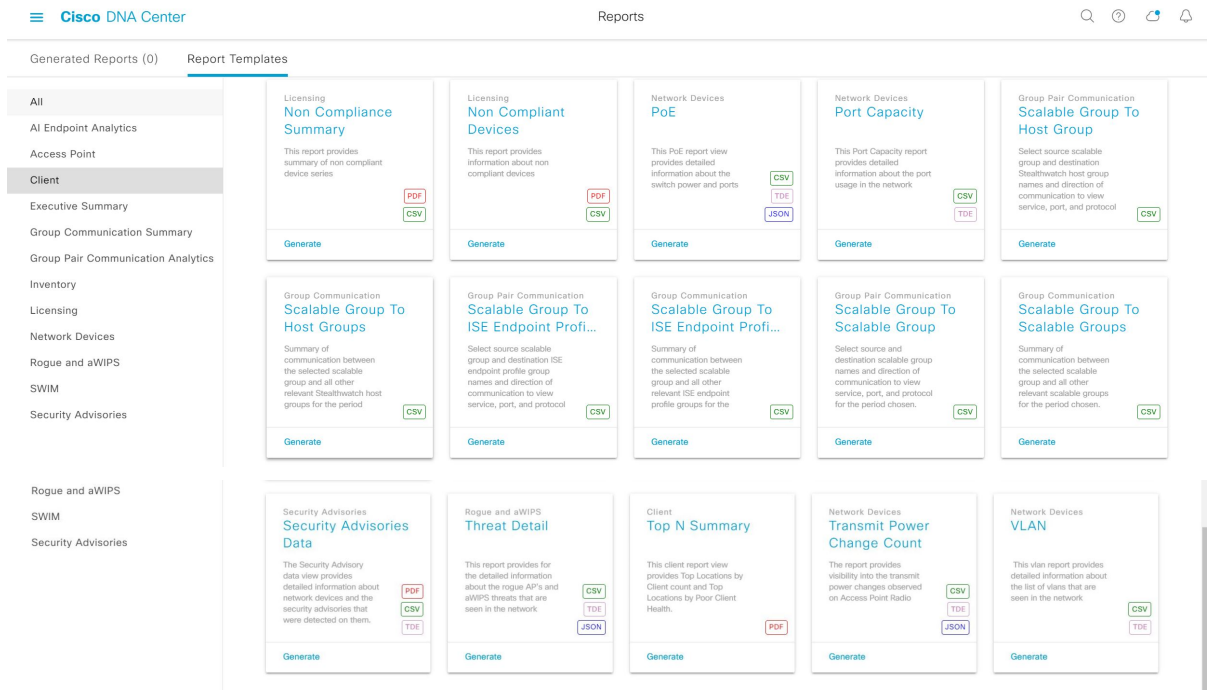 Cisco DNA Center
Reports
Generated Reports (0)
Report Templates
All
AI Endpoint Analytics
Access Point
Client
Executive Summary
Group Communication Summary
Group Pair Communication Analytics
Inventory
Licensing
Network Devices
Rogue and aWIPS
SWIM
Security Advisories
Licensing
Non Compliance
Summary
This report provides
summary of non compliant
device series
PDF
CSV
Generate
Licensing
Non Compliant
Devices
This report provides
information about non
compliant devices
PDF
CSV
Generate
Network Devices
PoE
This PoE report view
provides detailed
information about the
switch power and ports
CSV
TDE
JSON
Generate
Network Devices
Port Capacity
This Port Capacity report
provides detailed
information about the port
usage in the network
CSV
TDE
Generate
Group Pair Communication
Scalable Group To
Host Group
Select source scalable
group and destination
Stealthwatch host group
names and direction of
communication to view
service, port, and protocol
CSV
Generate
Group Communication
Scalable Group To
Host Groups
Summary of
communication between
the selected scalable
group and all other
relevant Stealthwatch host
groups for the period
CSV
Generate
Group Pair Communication
Scalable Group To
ISE Endpoint Profi...
Select source scalable
group and destination ISE
endpoint profile group
names and direction of
communication to view
service, port, and protocol
CSV
Generate
Group Communication
Scalable Group To
ISE Endpoint Profi...
Summary of
communication between
the selected scalable
group and all other
relevant ISE endpoint
profile groups for the
CSV
Generate
Group Pair Communication
Scalable Group To
Scalable Group
Select source and
destination scalable group
names and direction of
communication to view
service, port, and protocol
for the period chosen.
CSV
Generate
Group Communication
Scalable Group To
Scalable Groups
Summary of
communication between
the selected scalable
group and all other
relevant scalable groups
for the period chosen.
CSV
Generate
Rogue and aWIPS
SWIM
Security Advisories
Security Advisories
Security Advisories
Data
The Security Advisory
data view provides
detailed information about
network devices and the
security advisories that
were detected on them.
PDF
CSV
TDE
Generate
Rogue and aWIPS
Threat Detail
This report provides for
the detailed information
about the rogue AP's and
aWIPS threats that are
seen in the network
CSV
TDE
JSON
Generate
Client
Top N Summary
This client report view
provides Top Locations by
Client count and Top
Locations by Poor Client
Health.
PDF
Generate
Network Devices
Transmit Power
Change Count
The report provides
visibility into the transmit
power changes observed
on Access Point Radio
CSV
TDE
JSON
Generate
Network Devices
VLAN
This vlan report provides
detailed information about
the list of vlans that are
seen in the network
CSV
TDE
Generate